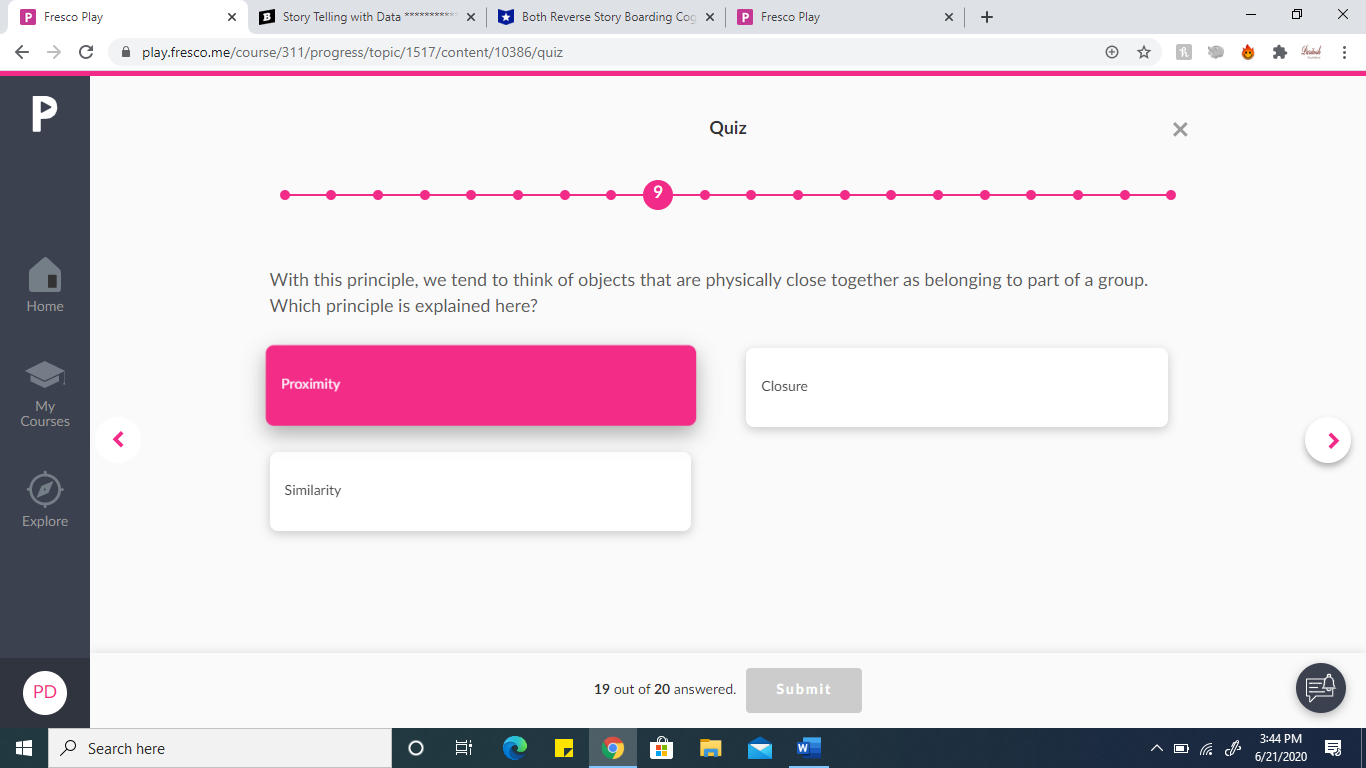 Fresco Play
Story Telling with Data
Both Reverse Story Boarding Cog
Fresco Play
play.fresco.me/course/311/progress/topic/1517/content/10386/quiz
Quiz
9
With this principle, we tend to think of objects that are physically close together as belonging to part of a group.
Which principle is explained here?
Proximity
Closure
Similarity
Home
My
Courses
Explore
PD
19 out of 20 answered.
Submit
Search here
3:44 PM
6/21/2020